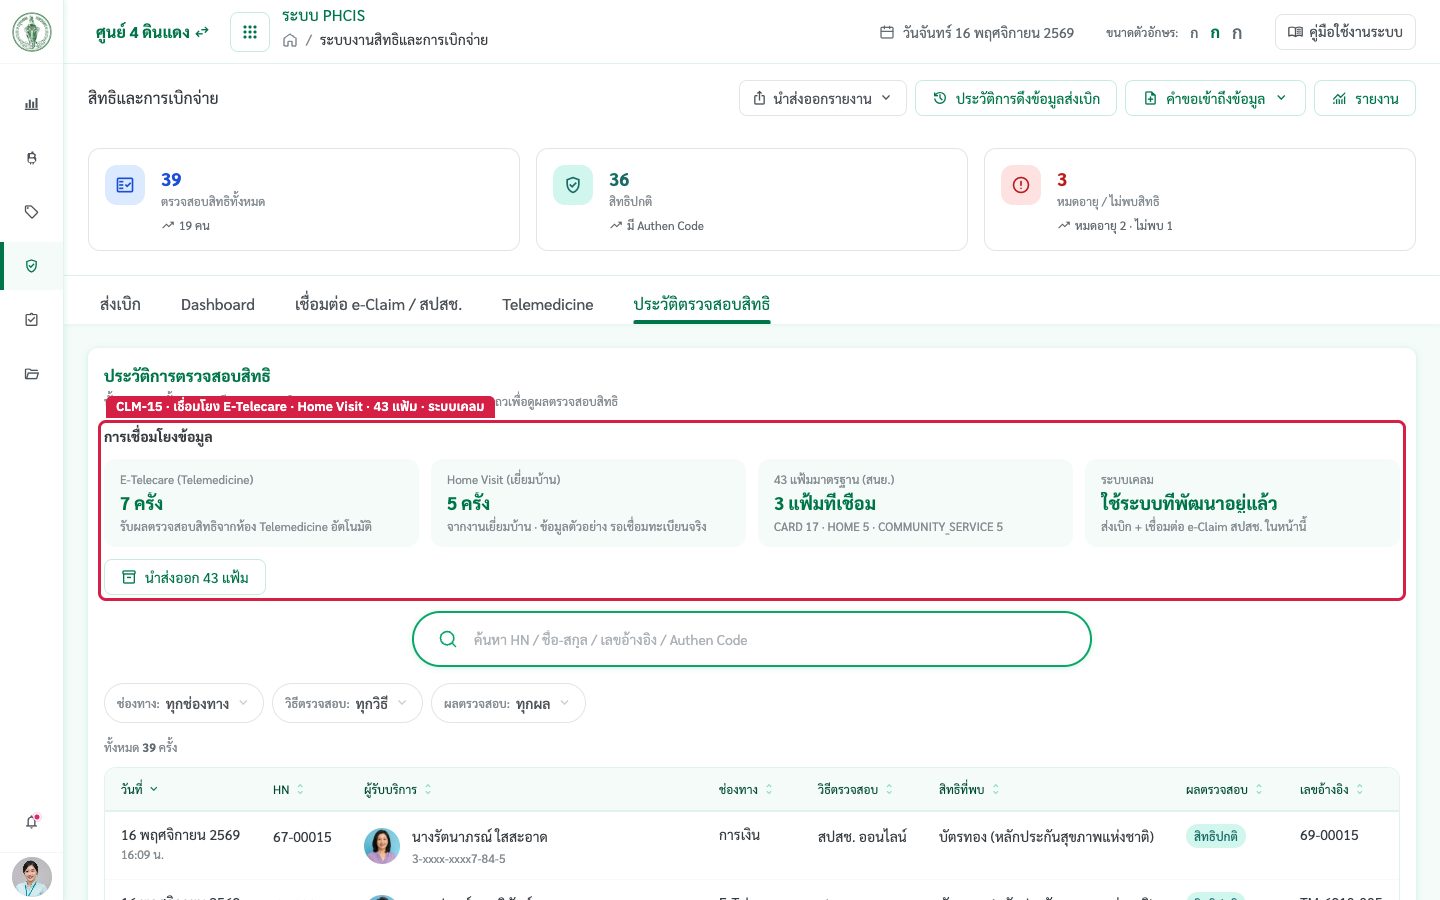 ศูนย์ 4 ดินแดง
ระบบ PHCIS
/ ระบบงานสิทธิและการเบิกจ่าย
วันจันทร์ 16 พฤศจิกายน 2569
ขนาดตัวอักษร: ก ก ก
คู่มือใช้งานระบบ
สิทธิและการเบิกจ่าย
นำส่งออกรายงาน
ประวัติการดึงข้อมูลส่งเบิก
คำขอเข้าถึงข้อมูล
รายงาน
39
ตรวจสอบสิทธิทั้งหมด
19 คน
36
สิทธิปกติ
มี Authen Code
3
หมดอายุ / ไม่พบสิทธิ
หมดอายุ 2 · ไม่พบ 1
ส่งเบิก
Dashboard
เชื่อมต่อ e-Claim / สปสช.
Telemedicine
ประวัติตรวจสอบสิทธิ
ประวัติการตรวจสอบสิทธิ
CLM-15 · เชื่อมโยง E-Telecare · Home Visit · 43 แฟ้ม · ระบบเคลม
เพื่อดูผลตรวจสอบสิทธิ
การเชื่อมโยงข้อมูล
E-Telecare (Telemedicine)
7 ครั้ง
รับผลตรวจสอบสิทธิจากห้อง Telemedicine อัตโนมัติ
Home Visit (เยี่ยมบ้าน)
5 ครั้ง
จากงานเยี่ยมบ้าน · ข้อมูลตัวอย่าง รอเชื่อมทะเบียนจริง
43 แฟ้มมาตรฐาน (สนย.)
3 แฟ้มที่เชื่อม
CARD 17 · HOME 5 · COMMUNITY_SERVICE 5
ระบบเคลม
ใช้ระบบที่พัฒนาอยู่แล้ว
ส่งเบิก + เชื่อมต่อ e-Claim สปสช. ในหน้านี้
นำส่งออก 43 แฟ้ม
ค้นหา HN / ชื่อ-สกุล / เลขอ้างอิง / Authen Code
ช่องทาง: ทุกช่องทาง
วิธีตรวจสอบ: ทุกวิธี
ผลตรวจสอบ: ทุกผล
ทั้งหมด 39 ครั้ง
วันที่ HN ผู้รับบริการ ช่องทาง วิธีตรวจสอบ สิทธิที่พบ ผลตรวจสอบ เลขอ้างอิง
16 พฤศจิกายน 2569 67-00015 นางรัตนาภรณ์ ใสสะอาด การเงิน สปสช. ออนไลน์ บัตรทอง (หลักประกันสุขภาพแห่งชาติ) สิทธิปกติ 69-00015
16:09 น. 3-xxxx-xxxx7-84-5